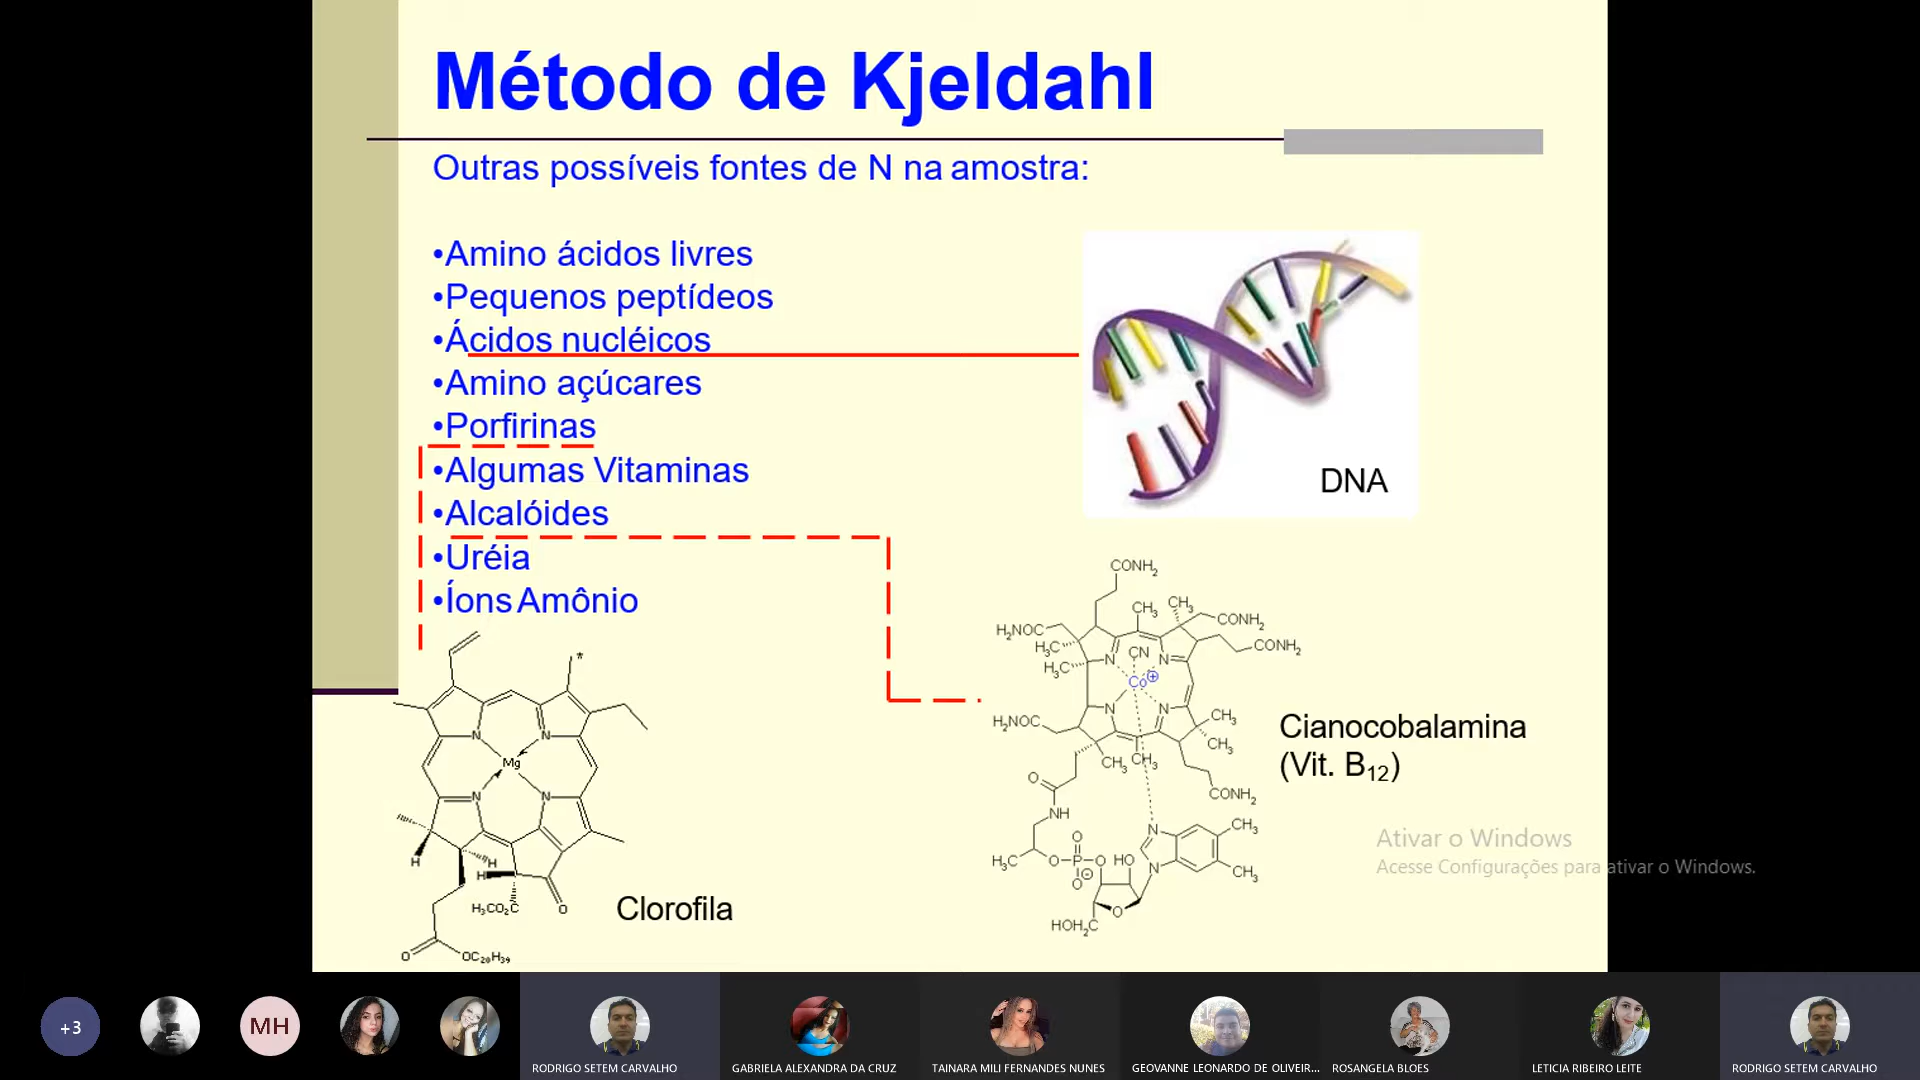 Método de Kjeldahl
Outras possíveis fontes de N na amostra:
•Amino ácidos livres
•Pequenos peptídeos
•Ácidos nucléicos
•Amino açúcares
•Porfirinas
•Algumas Vitaminas
•Alcalóides
•Uréia
•Íons Amônio
DNA
CONH₂
CH₃
CH₃
CONH₂
H₂NOC
H₃C
CONH₂
CN
H₃C
N
N
Co⊕
N
N
H₂NOC
CH₃
CH₃
CH₃
CH₃
O
CONH₂
NH
N
CH₃
O
H₃C
O
P
O
HO
O⊖
N
CH₃
O
HOH₂C
Cianocobalamina
(Vit. B₁₂)
*
N
N
Mg
N
N
H
H
H
H₃CO₂C
O
O
OC₂₀H₃₉
Clorofila
Ativar o Windows
Acesse Configurações para ativar o Windows.
+3
MH
RODRIGO SETEM CARVALHO
GABRIELA ALEXANDRA DA CRUZ
TAINARA MILI FERNANDES NUNES
GEOVANNE LEONARDO DE OLIVEIR...
ROSANGELA BLOES
LETICIA RIBEIRO LEITE
RODRIGO SETEM CARVALHO